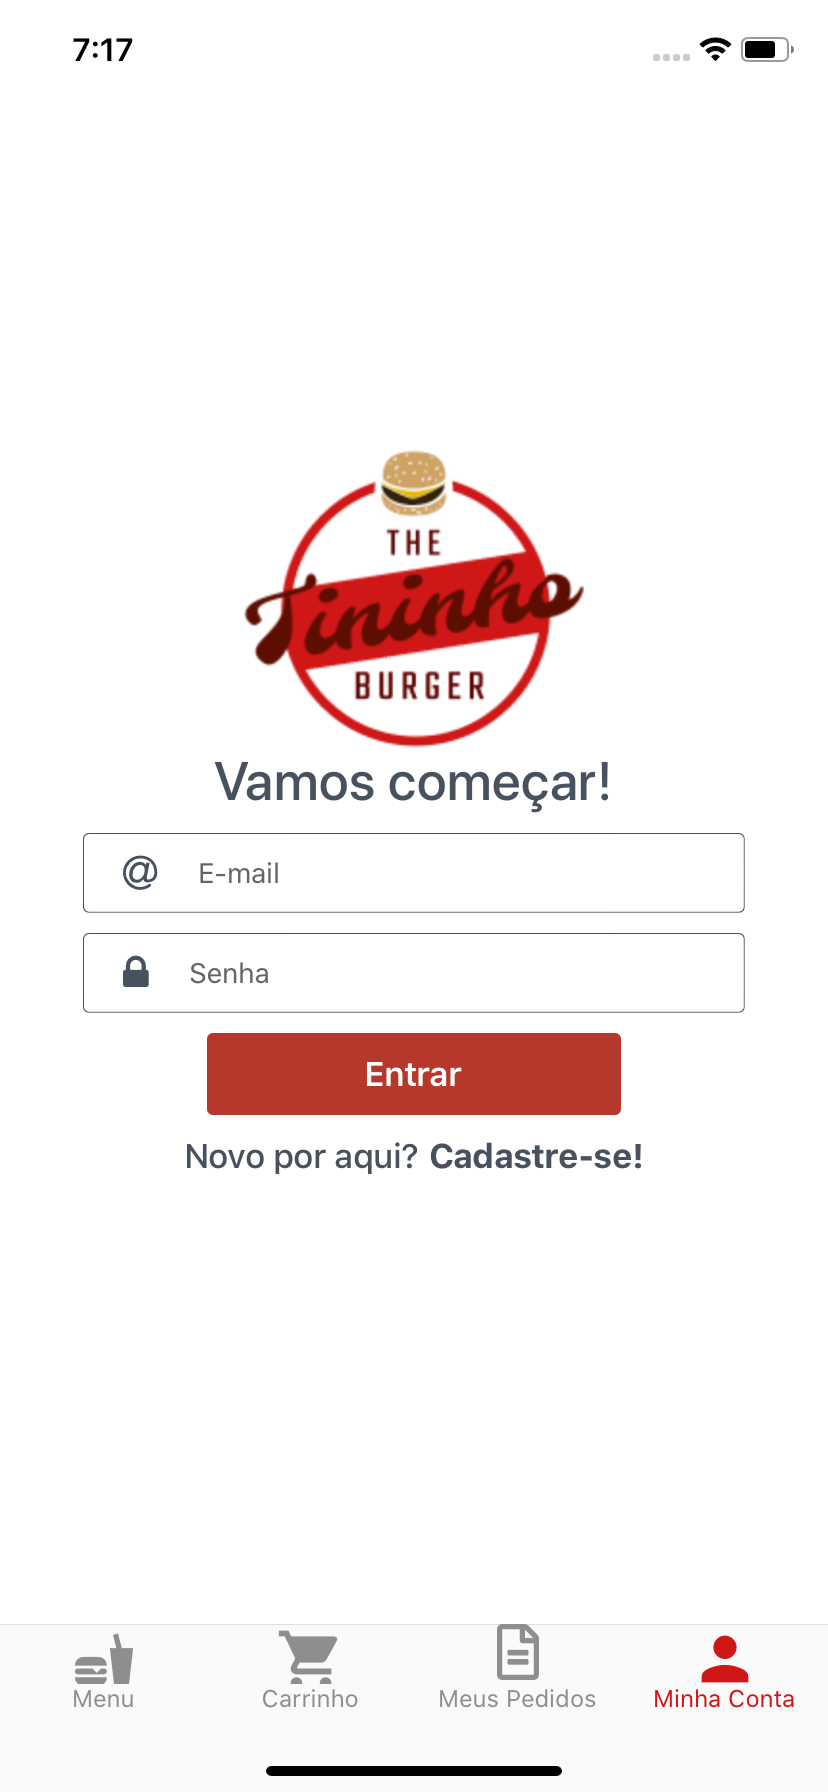 7:17
THE
Tininho
BURGER
Vamos começar!
@ E-mail
Senha
Entrar
Novo por aqui? Cadastre-se!
Menu Carrinho Meus Pedidos Minha Conta